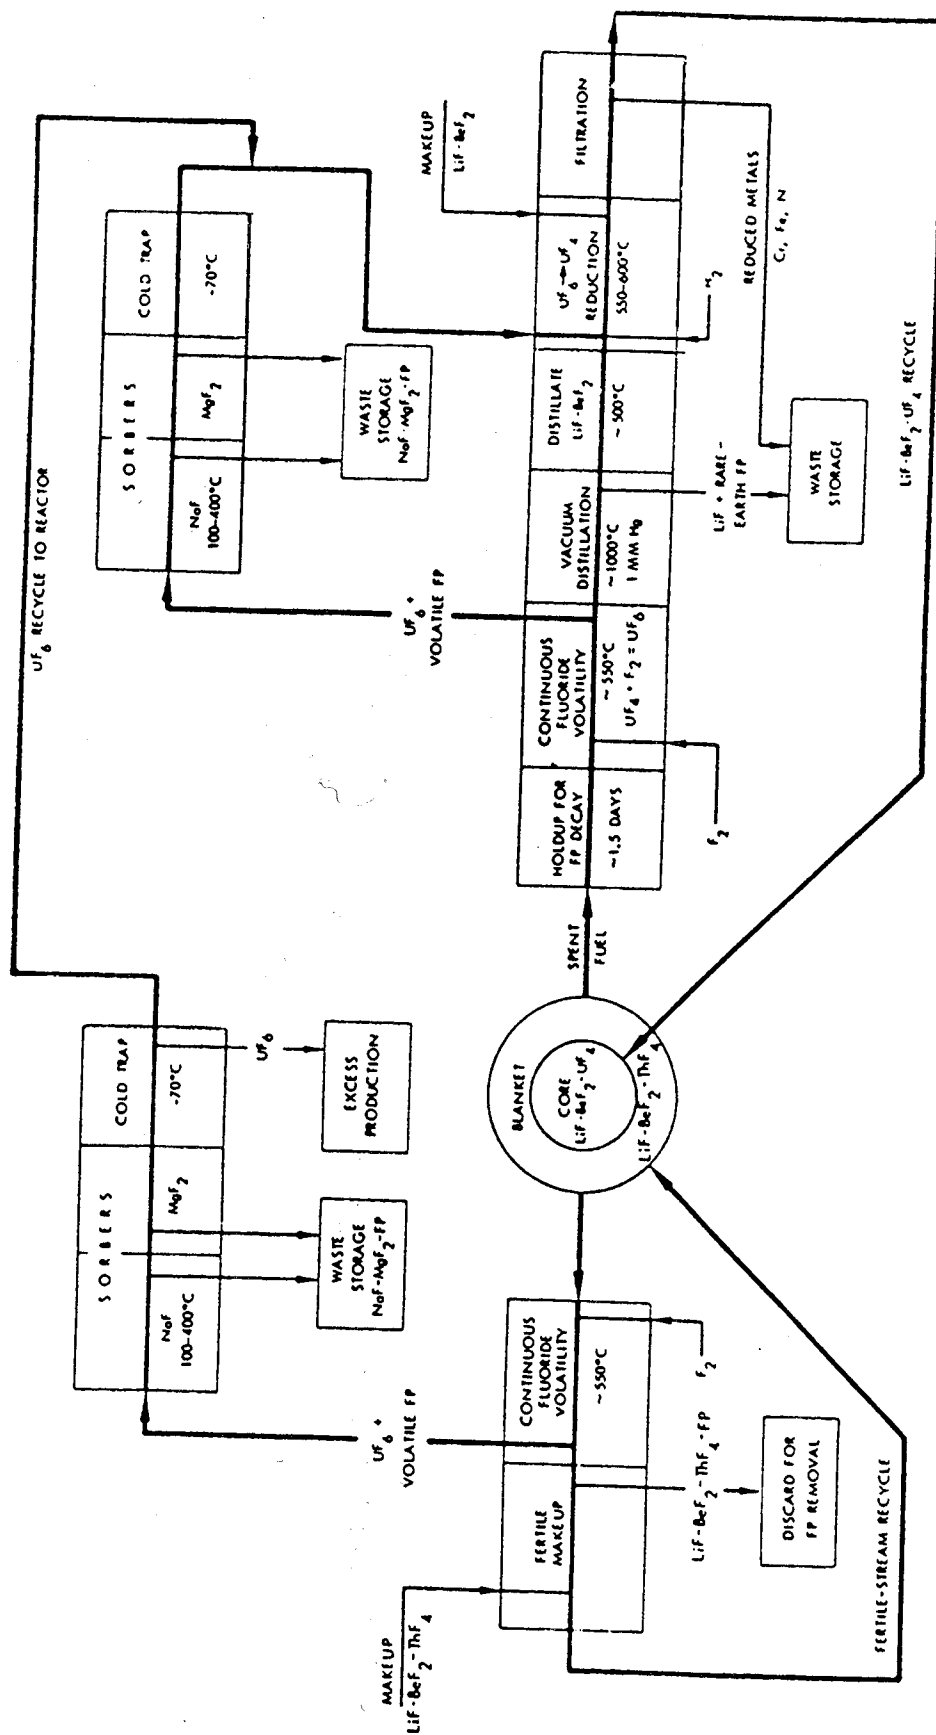 UF6 RECYCLE TO REACTOR
SORBERS
COLD TRAP
NaF
100-400°C
MgF2
-70°C
UF6
WASTE
STORAGE
NaF-MgF2-FP
EXCESS
PRODUCTION
SORBERS
COLD TRAP
NaF
100-400°C
MgF2
-70°C
WASTE
STORAGE
NaF-MgF2-FP
UF6 +
VOLATILE FP
UF6 +
VOLATILE FP
MAKEUP
LiF-BeF2-ThF4
MAKEUP
LiF-BeF2
FERTILE
MAKEUP
CONTINUOUS
FLUORIDE
VOLATILITY
~550°C
BLANKET
CORE
LiF-BeF2-UF4
LiF-BeF2-ThF4
SPENT
FUEL
HOLDUP FOR
FP DECAY
~1.5 DAYS
CONTINUOUS
FLUORIDE
VOLATILITY
~550°C
UF4 + F2 = UF6
VACUUM
DISTILLATION
~1000°C
1 MM Hg
DISTILLATE
LiF-BeF2
~500°C
UF6→UF4
REDUCTION
550-600°C
FILTRATION
LiF-BeF2-ThF4-FP
F2
F2
LiF + RARE-
EARTH FP
H2
REDUCED METALS
Cr, Fe, N
DISCARD FOR
FP REMOVAL
WASTE
STORAGE
FERTILE-STREAM RECYCLE
LiF-BeF2-UF4 RECYCLE